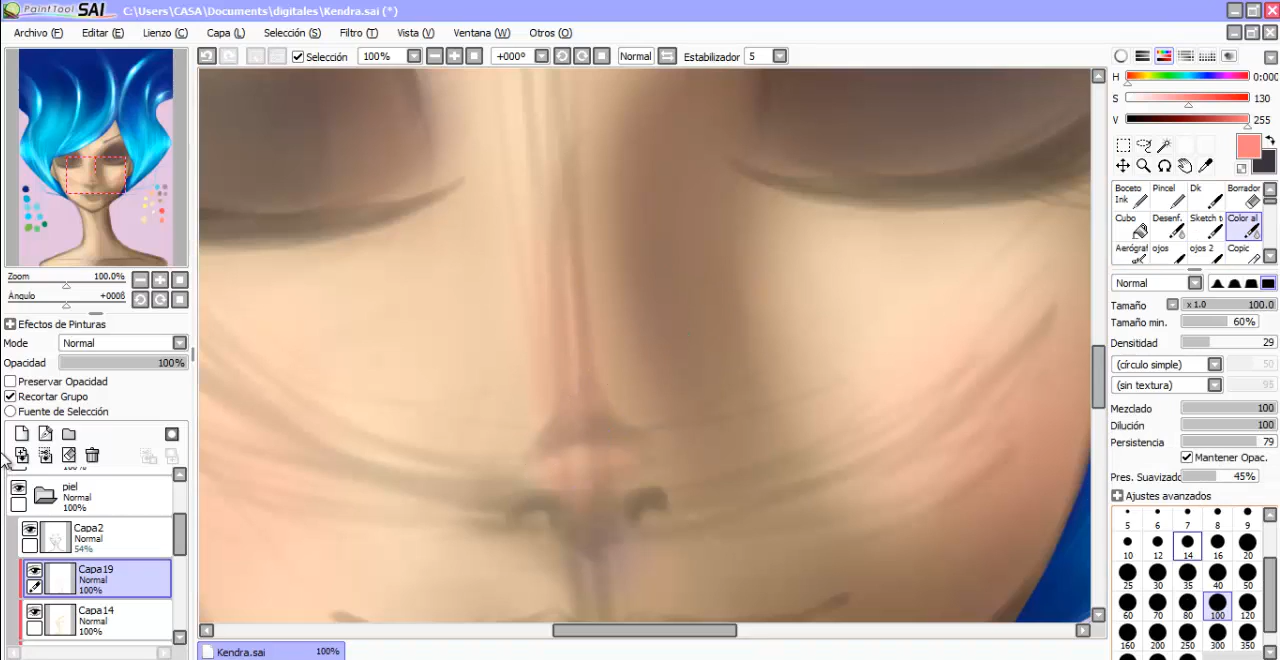 PaintTool SAI C:\Users\CASA\Documents\digitales\Kendra.sai (*)
Archivo (F) Editar (E) Lienzo (C) Capa (L) Selección (S) Filtro (T) Vista (V) Ventana (W) Otros (O)
Selección 100% +000º Normal Estabilizador 5
Zoom 100.0%
Ángulo +000ß
Efectos de Pinturas
Mode Normal
Opacidad 100%
Preservar Opacidad
Recortar Grupo
Fuente de Selección
100%
piel
Normal
100%
Capa2
Normal
54%
Capa19
Normal
100%
Capa14
Normal
100%
Kendra.sai 100%
H 0:000
S 130
V 255
Boceto Ink Pincel Dk Borrador
Cubo Desenf. Sketch t Color al
Aerógraf ojos ojos 2 Copic
Normal
Tamaño x 1.0 100.0
Tamaño min. 60%
Densitidad 29
(círculo simple) 50
(sin textura) 95
Mezclado 100
Dilución 100
Persistencia 79
Mantener Opac.
Pres. Suavizado 45%
Ajustes avanzados
5 6 7 8 9
10 12 14 16 20
25 30 35 40 50
60 70 80 100 120
160 200 250 300 350